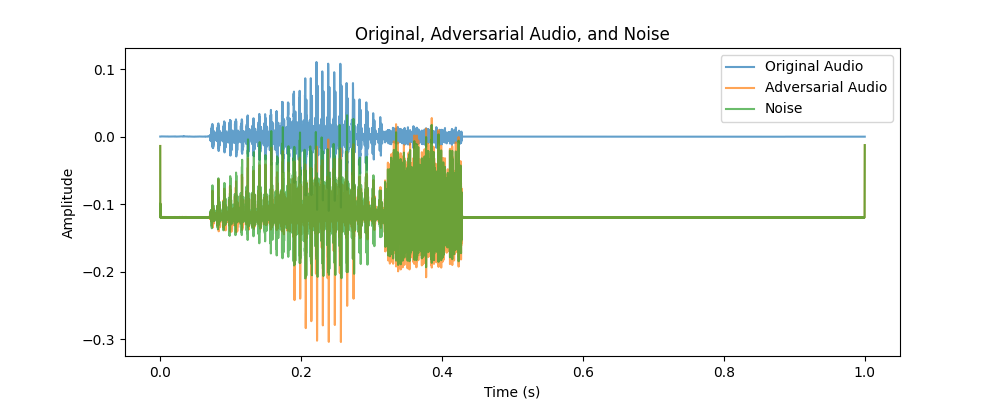 Original, Adversarial Audio, and Noise
Original Audio
Adversarial Audio
Noise
Amplitude
0.1
0.0
−0.1
−0.2
−0.3
0.0
0.2
0.4
0.6
0.8
1.0
Time (s)